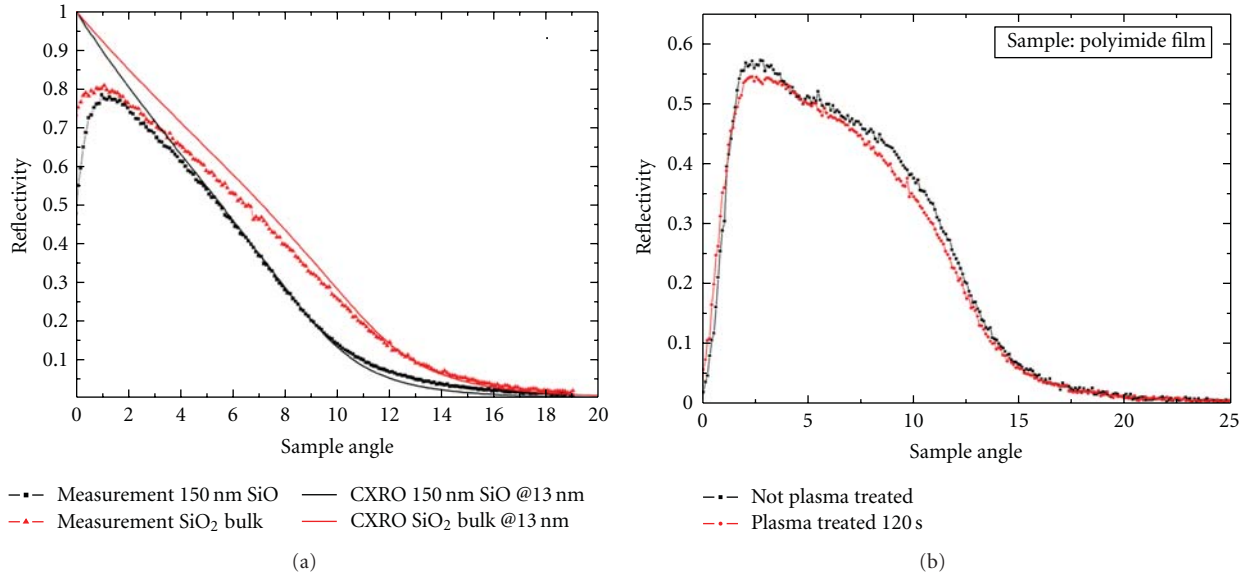 1
0.9
0.8
0.7
0.6
0.5
0.4
0.3
0.2
0.1
Reflectivity
0 2 4 6 8 10 12 14 16 18 20
Sample angle
Measurement 150 nm SiO
Measurement SiO₂ bulk
CXRO 150 nm SiO @13 nm
CXRO SiO₂ bulk @13 nm
(a)
Sample: polyimide film
0.6
0.5
0.4
0.3
0.2
0.1
0
Reflectivity
0 5 10 15 20 25
Sample angle
Not plasma treated
Plasma treated 120 s
(b)